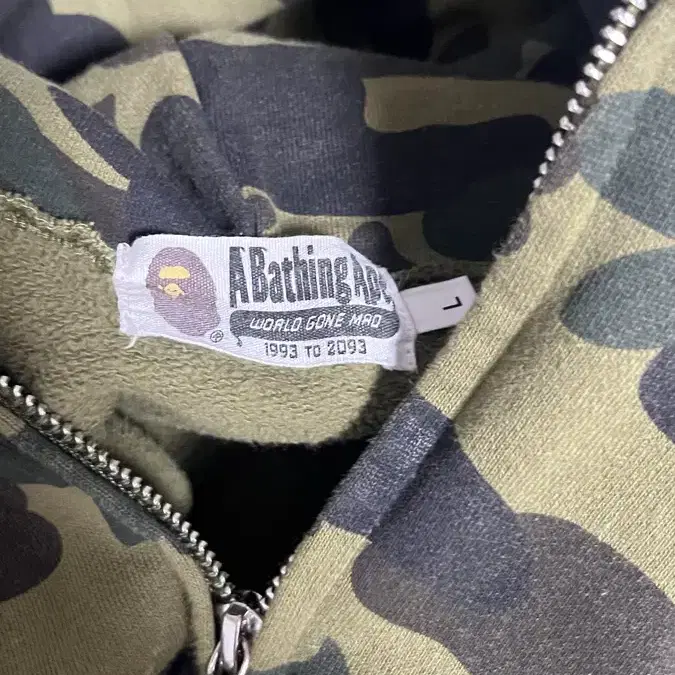 A Bathing Ape
WORLD GONE MAD
1993 TO 2093
®
L